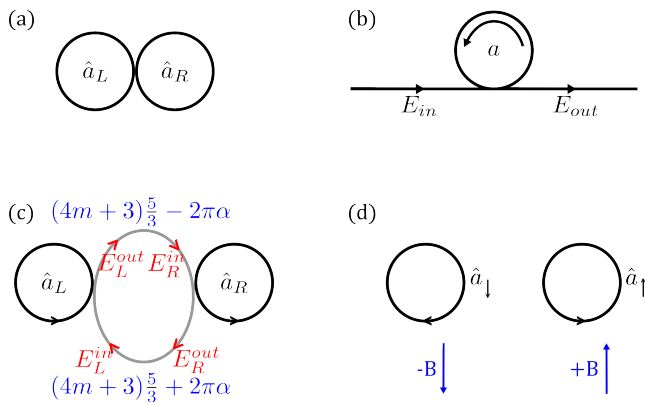 (a)
(b)
â_L
â_R
a
E_in
E_out
(c)
(d)
(4m + 3) 5/3 − 2πα
E_L^out
E_R^in
â_L
â_R
â_↓
â_↑
E_L^in
E_R^out
-B
+B
(4m + 3) 5/3 + 2πα